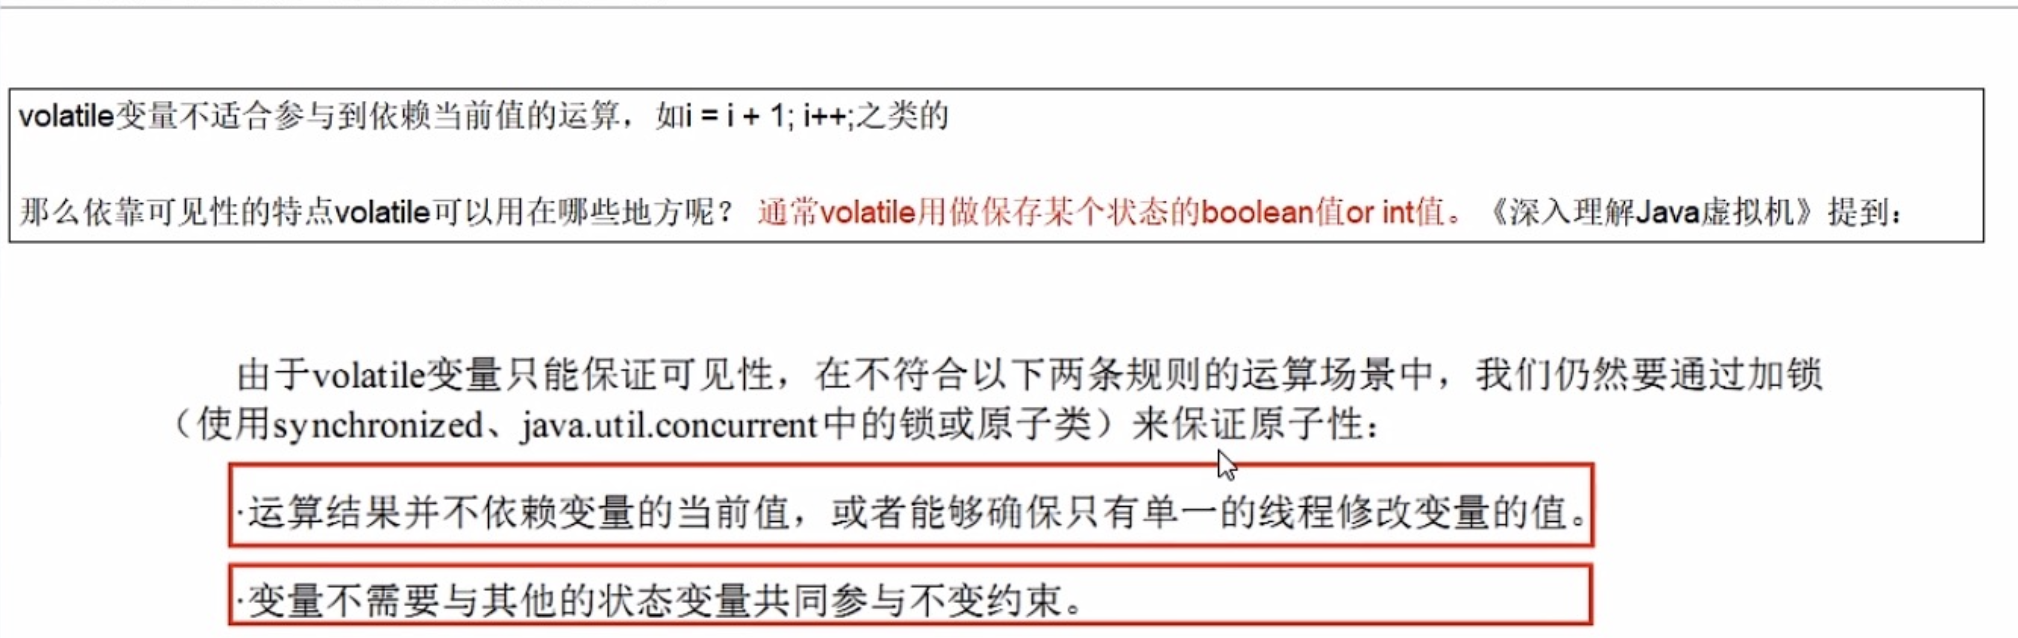 volatile变量不适合参与到依赖当前值的运算，如i = i + 1; i++;之类的
那么依靠可见性的特点volatile可以用在哪些地方呢？ 通常volatile用做保存某个状态的boolean值or int值。《深入理解Java虚拟机》提到：
由于volatile变量只能保证可见性，在不符合以下两条规则的运算场景中，我们仍然要通过加锁
（使用synchronized、java.util.concurrent中的锁或原子类）来保证原子性：
·运算结果并不依赖变量的当前值，或者能够确保只有单一的线程修改变量的值。
·变量不需要与其他的状态变量共同参与不变约束。